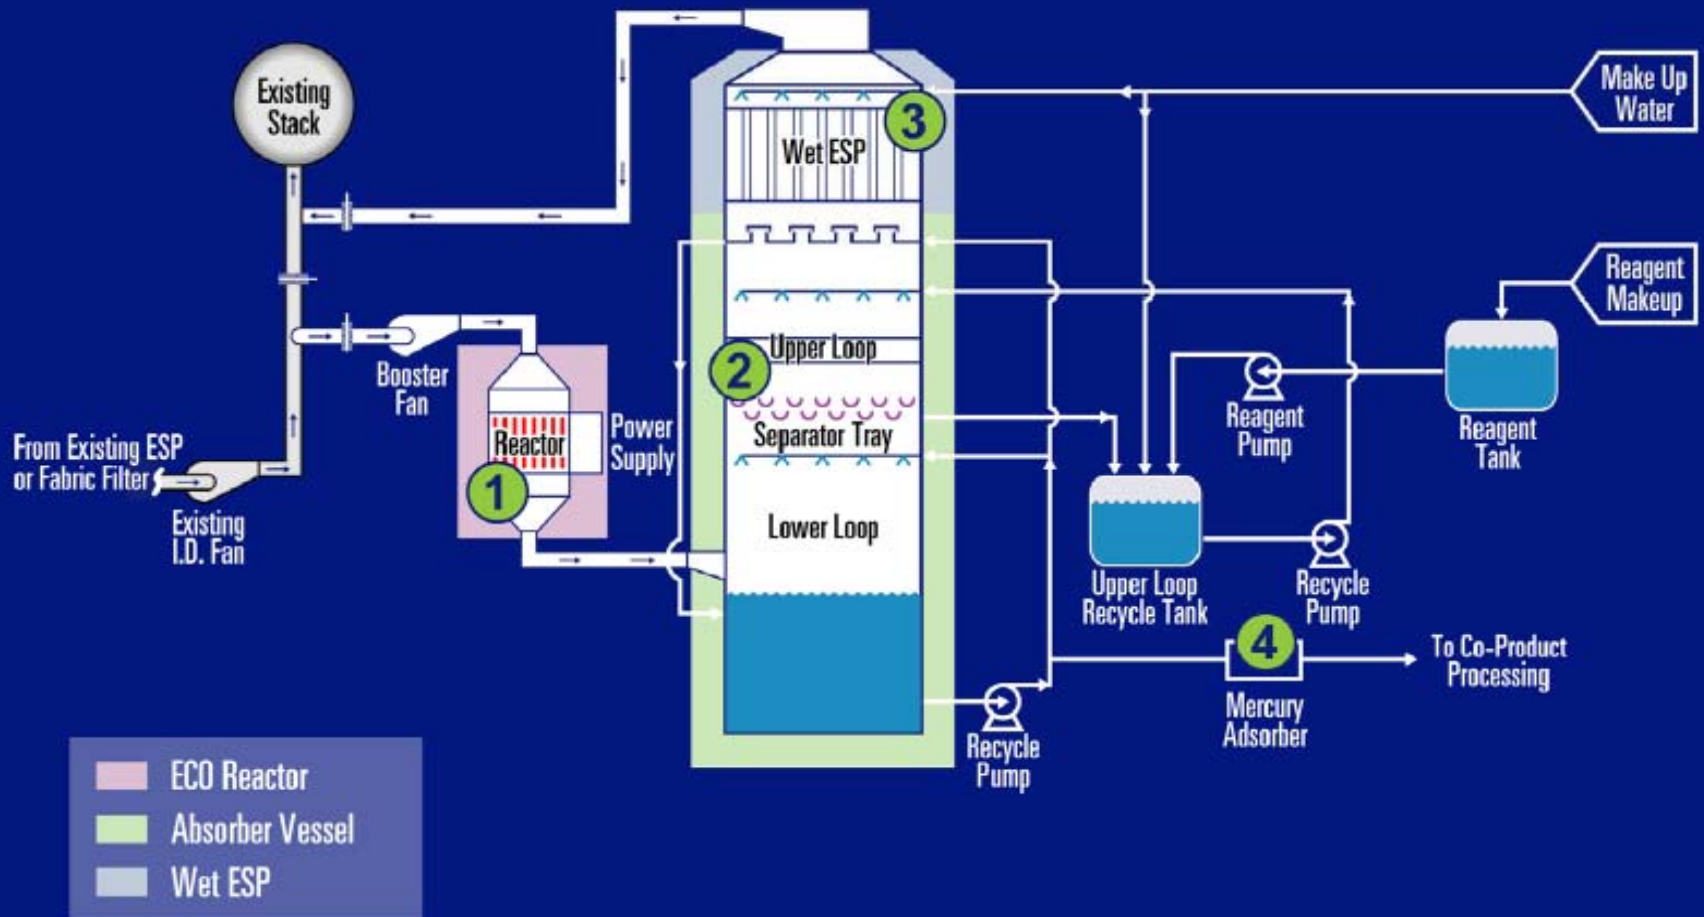 Existing
Stack
3
Wet ESP
Make Up
Water
Reagent
Makeup
Booster
Fan
2
Upper Loop
Reagent
Pump
Reagent
Tank
From Existing ESP
or Fabric Filter
Existing
I.D. Fan
Reactor
1
Power
Supply
Separator Tray
Lower Loop
Upper Loop
Recycle Tank
Recycle
Pump
4
Mercury
Adsorber
To Co-Product
Processing
Recycle
Pump
ECO Reactor
Absorber Vessel
Wet ESP